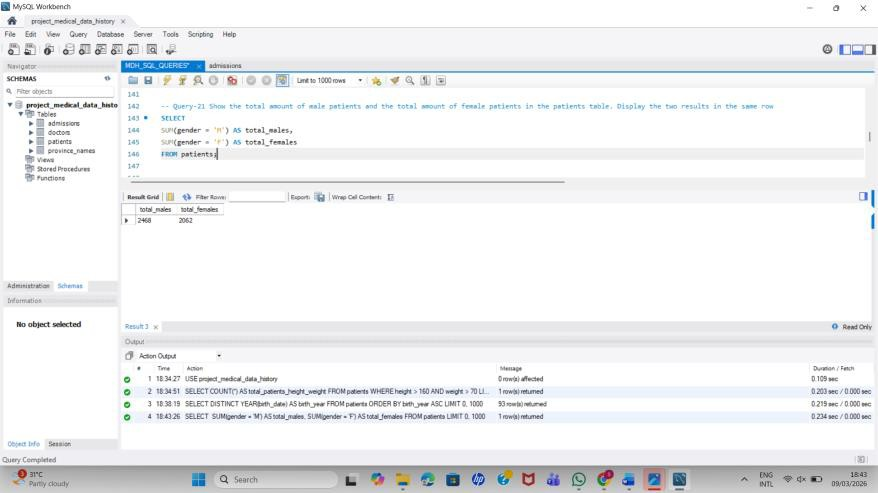 MySQL Workbench
project_medical_data_history ×
File Edit View Query Database Server Tools Scripting Help
Navigator
SCHEMAS
Filter objects
project_medical_data_histo
Tables
admissions
doctors
patients
province_names
Views
Stored Procedures
Functions
Administration Schemas
Information
No object selected
Object Info Session
MDH_SQL_QUERIES* × admissions
Limit to 1000 rows
141
142 -- Query-21 Show the total amount of male patients and the total amount of female patients in the patients table. Display the two results in the same row
143 SELECT
144 SUM(gender = 'M') AS total_males,
145 SUM(gender = 'F') AS total_females
146 FROM patients;
147
Result Grid Filter Rows: Export: Wrap Cell Content:
total_males total_females
2468 2062
Result 3 × Read Only
Output
Action Output
# Time Action Message Duration / Fetch
1 18:34:27 USE project_medical_data_history 0 row(s) affected 0.109 sec
2 18:34:51 SELECT COUNT(*) AS total_patients_height_weight FROM patients WHERE height > 160 AND weight > 70 LI... 1 row(s) returned 0.203 sec / 0.000 sec
3 18:38:19 SELECT DISTINCT YEAR(birth_date) AS birth_year FROM patients ORDER BY birth_year ASC LIMIT 0, 1000 93 row(s) returned 0.219 sec / 0.000 sec
4 18:43:26 SELECT SUM(gender = 'M') AS total_males, SUM(gender = 'F') AS total_females FROM patients LIMIT 0, 1000 1 row(s) returned 0.234 sec / 0.000 sec
Query Completed
3 31°C
Partly cloudy
Search
ENG
INTL
18:43
09/03/2026